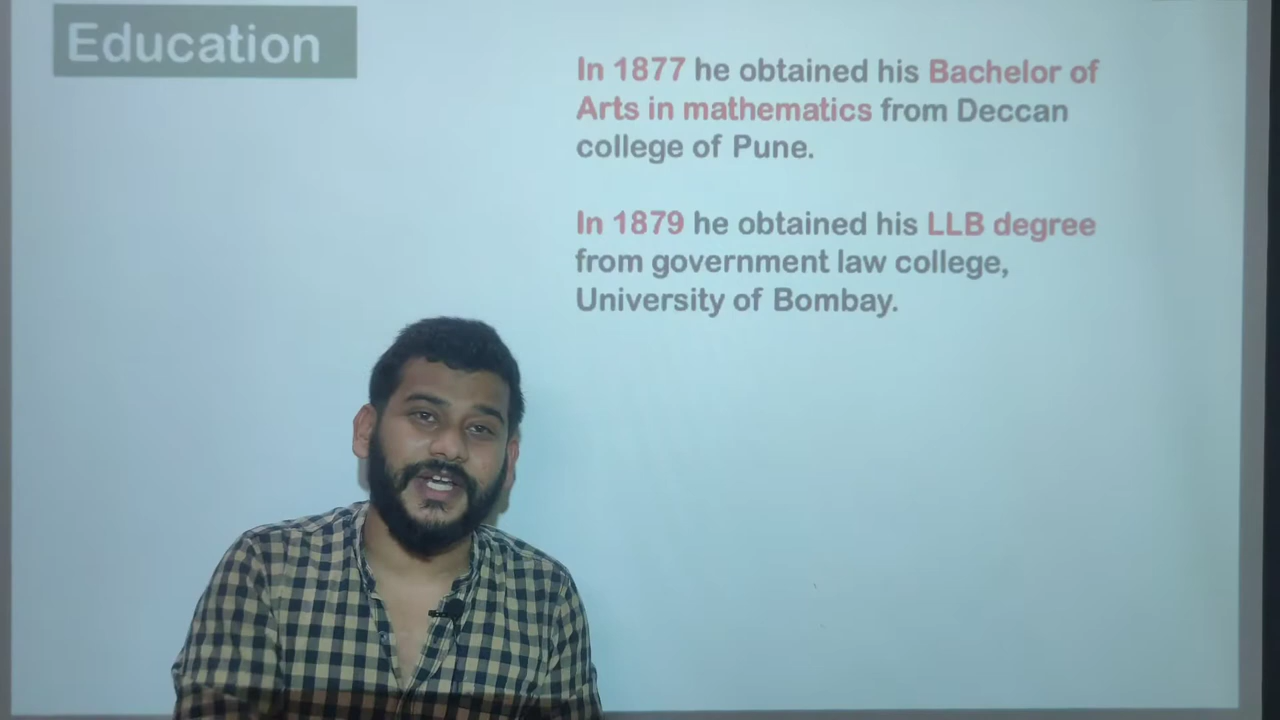 Education
In 1877 he obtained his Bachelor of
Arts in mathematics from Deccan
college of Pune.
In 1879 he obtained his LLB degree
from government law college,
University of Bombay.